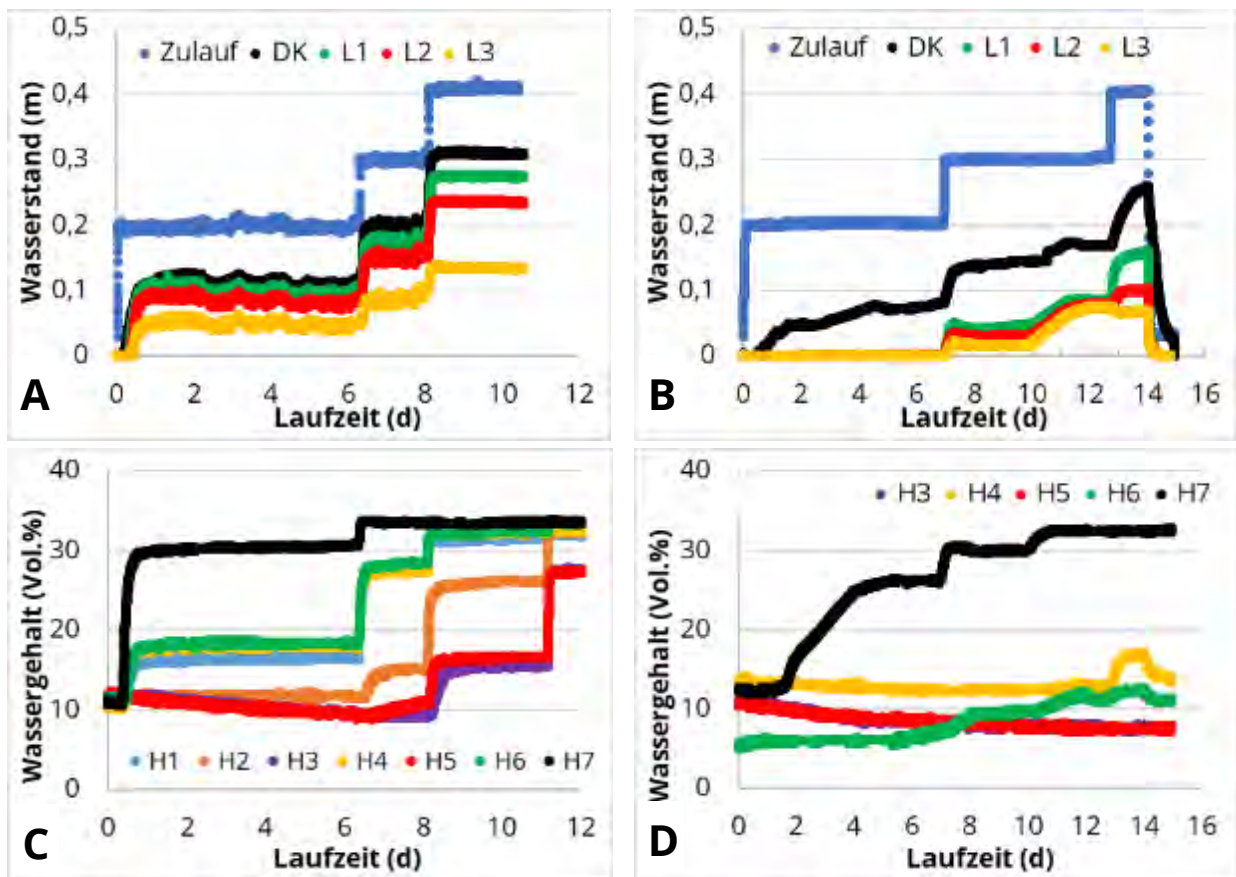 0,5
• Zulauf • DK • L1 • L2 • L3
0,4
0,3
0,2
0,1
0
Wasserstand (m)
0 2 4 6 8 10 12
Laufzeit (d)
A
0,5
• Zulauf • DK • L1 • L2 • L3
0,4
0,3
0,2
0,1
0
Wasserstand (m)
0 2 4 6 8 10 12 14 16
Laufzeit (d)
B
40
30
20
10
0
Wassergehalt (Vol.%)
• H1 • H2 • H3 • H4 • H5 • H6 • H7
0 2 4 6 8 10 12
Laufzeit (d)
C
40
• H3 • H4 • H5 • H6 • H7
30
20
10
0
Wassergehalt (Vol.%)
0 2 4 6 8 10 12 14 16
Laufzeit (d)
D